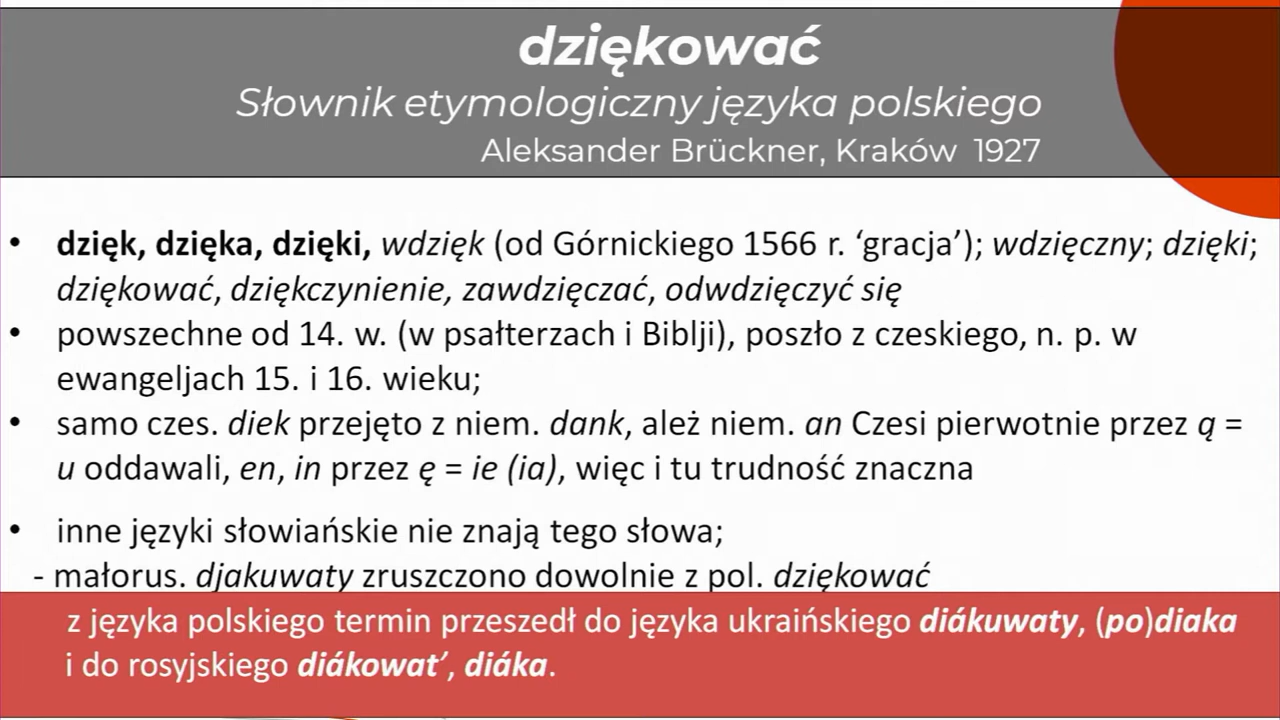 dziękować
Słownik etymologiczny języka polskiego
Aleksander Brückner, Kraków 1927
• dzięk, dzięka, dzięki, wdzięk (od Górnickiego 1566 r. ‘gracja’); wdzięczny; dzięki;
dziękować, dziękczynienie, zawdzięczać, odwdzięczyć się
• powszechne od 14. w. (w psałterzach i Biblji), poszło z czeskiego, n. p. w
ewangeljach 15. i 16. wieku;
• samo czes. diek przejęto z niem. dank, ależ niem. an Czesi pierwotnie przez ą =
u oddawali, en, in przez ę = ie (ia), więc i tu trudność znaczna
• inne języki słowiańskie nie znają tego słowa;
- małorus. djakuwaty zruszczono dowolnie z pol. dziękować
z języka polskiego termin przeszedł do języka ukraińskiego diákuwaty, (po)diaka
i do rosyjskiego diákowat′, diáka.